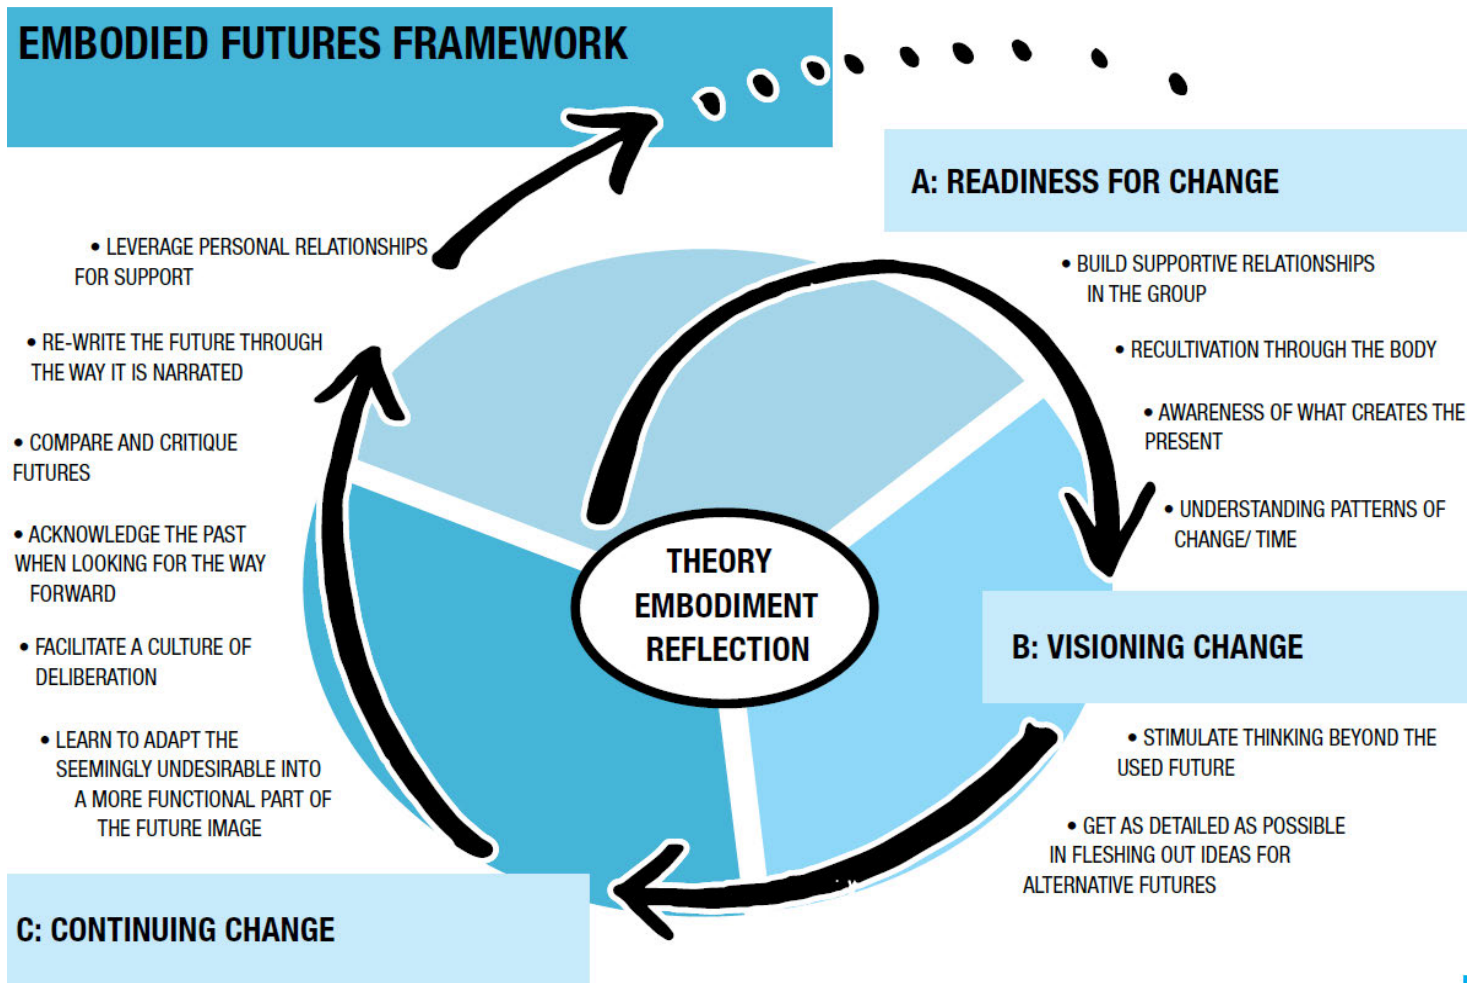 EMBODIED FUTURES FRAMEWORK
A: READINESS FOR CHANGE
• BUILD SUPPORTIVE RELATIONSHIPS
IN THE GROUP
• RECULTIVATION THROUGH THE BODY
• AWARENESS OF WHAT CREATES THE
PRESENT
• UNDERSTANDING PATTERNS OF
CHANGE/ TIME
THEORY
EMBODIMENT
REFLECTION
B: VISIONING CHANGE
• STIMULATE THINKING BEYOND THE
USED FUTURE
• GET AS DETAILED AS POSSIBLE
IN FLESHING OUT IDEAS FOR
ALTERNATIVE FUTURES
C: CONTINUING CHANGE
• LEARN TO ADAPT THE
SEEMINGLY UNDESIRABLE INTO
A MORE FUNCTIONAL PART OF
THE FUTURE IMAGE
• FACILITATE A CULTURE OF
DELIBERATION
• ACKNOWLEDGE THE PAST
WHEN LOOKING FOR THE WAY
FORWARD
• COMPARE AND CRITIQUE
FUTURES
• RE-WRITE THE FUTURE THROUGH
THE WAY IT IS NARRATED
• LEVERAGE PERSONAL RELATIONSHIPS
FOR SUPPORT